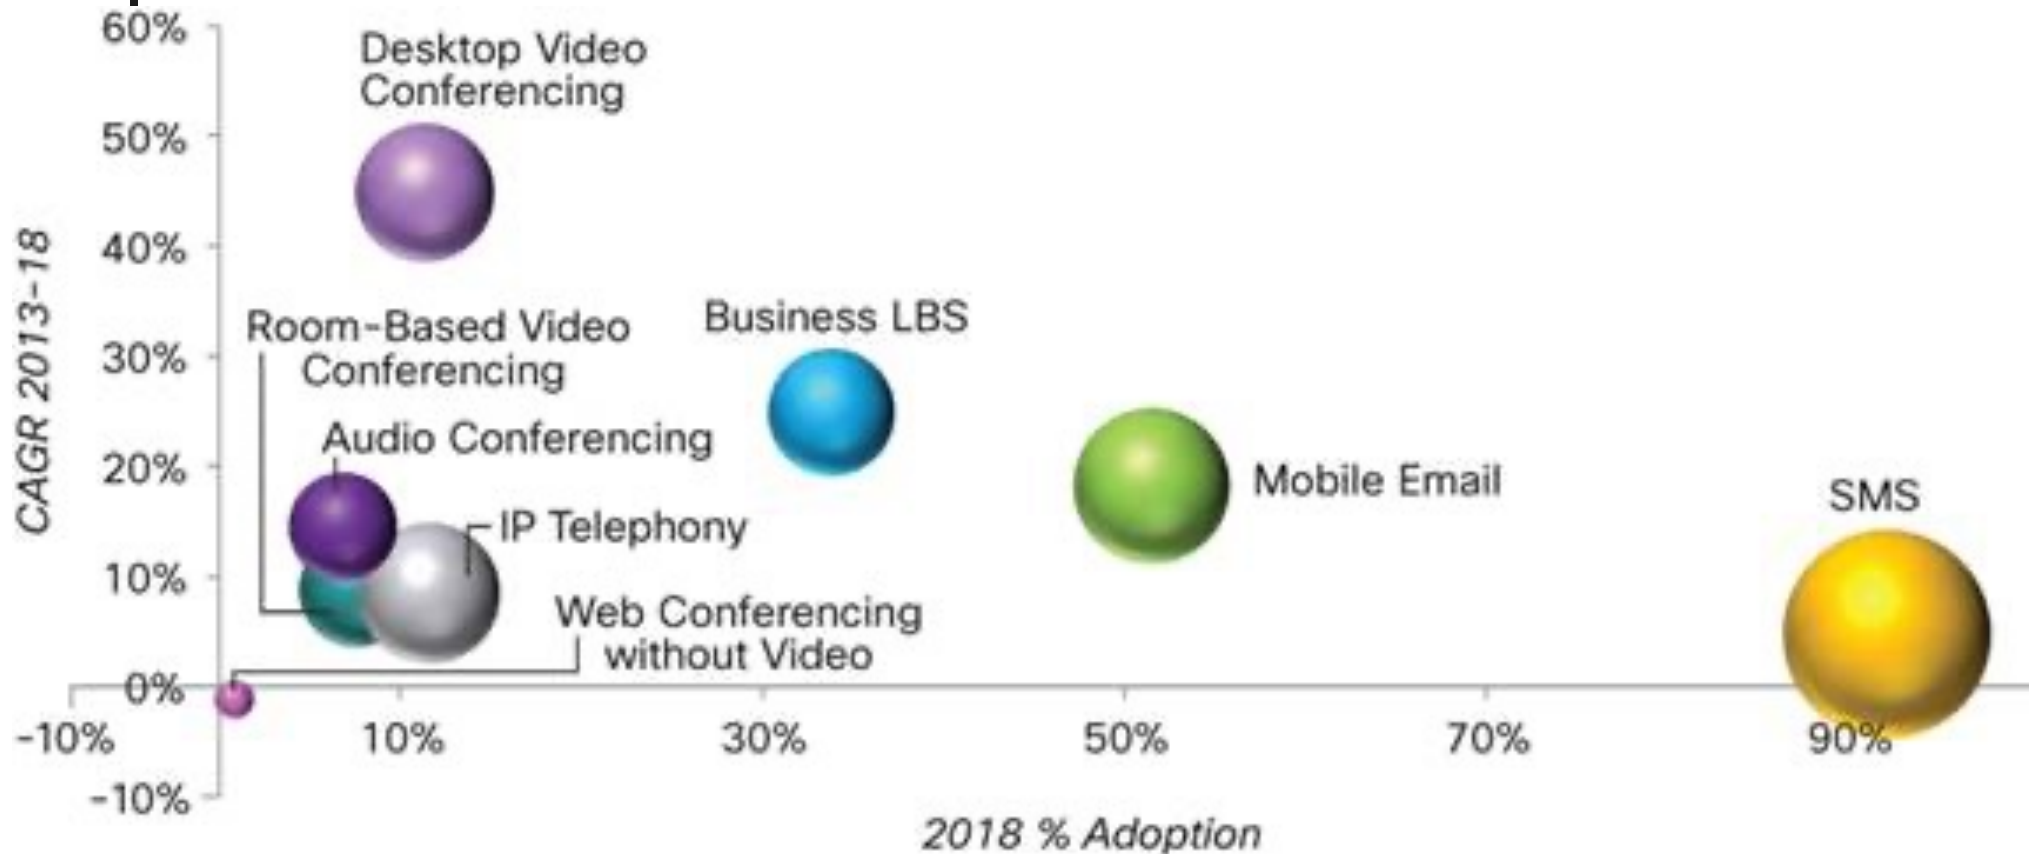 60%
Desktop Video
Conferencing
50%
40%
CAGR 2013-18
Room-Based Video
Conferencing
Business LBS
30%
Audio Conferencing
20%
Mobile Email
SMS
IP Telephony
10%
Web Conferencing
without Video
0%
-10%
10%
30%
50%
70%
90%
-10%
2018 % Adoption